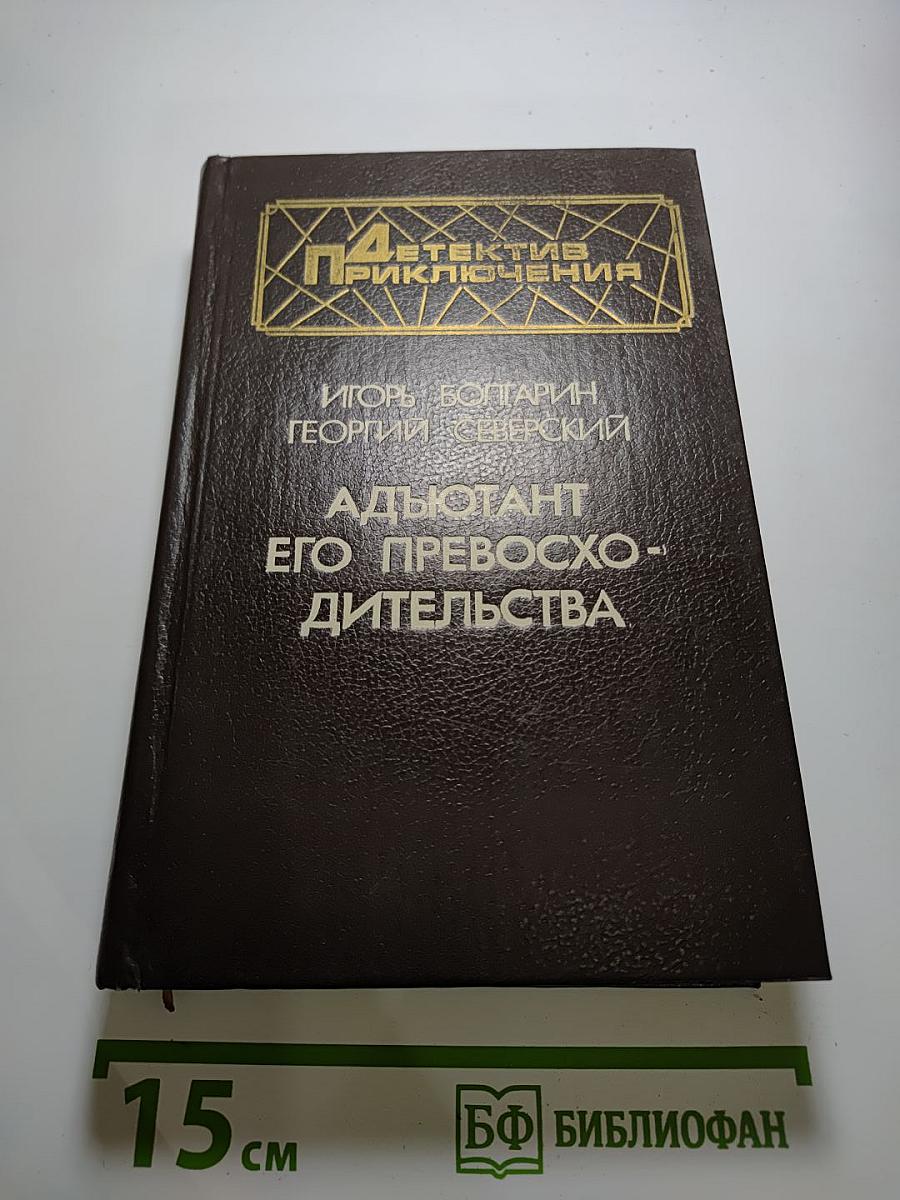 Детектив
Приключения
ИГОРЬ БОЛГАРИН
ГЕОРГИЙ СЕВЕРСКИЙ
АДЪЮТАНТ
ЕГО ПРЕВОСХО-
ДИТЕЛЬСТВА
15 см
БФ БИБЛИОФАН